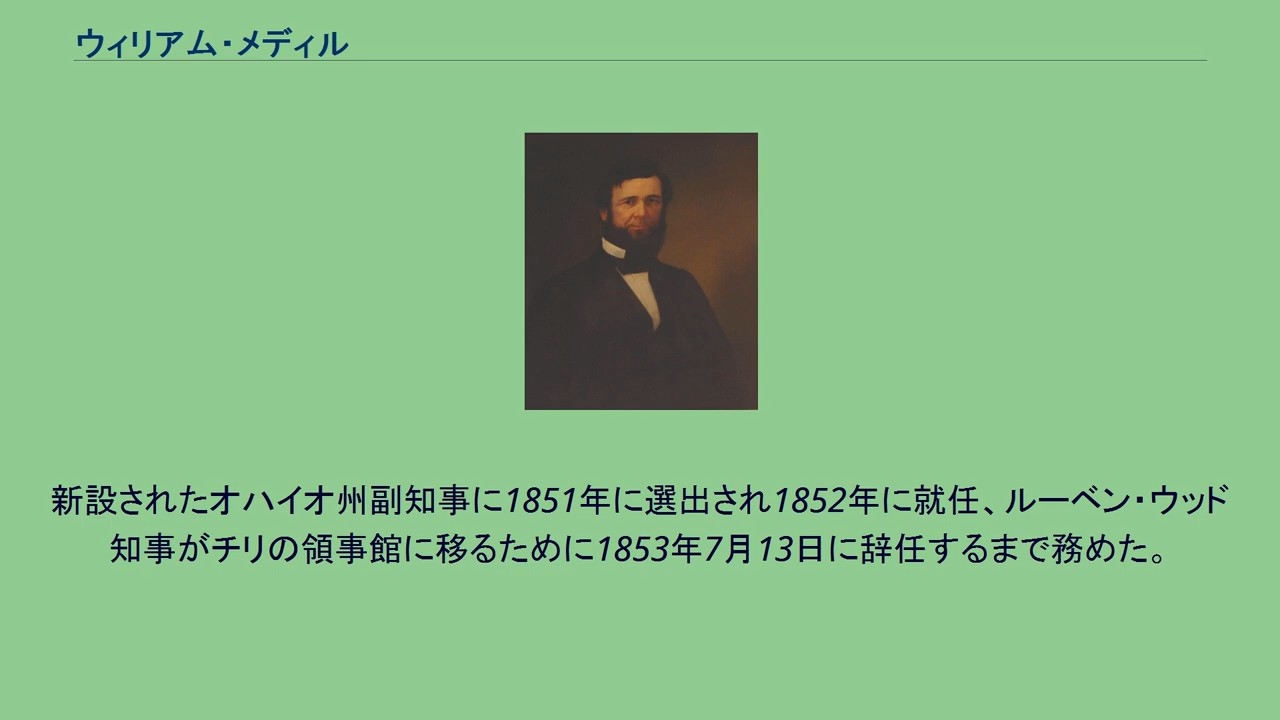 ウィリアム・メディル
新設されたオハイオ州副知事に1851年に選出され1852年に就任、ルーベン・ウッド
知事がチリの領事館に移るために1853年7月13日に辞任するまで務めた。